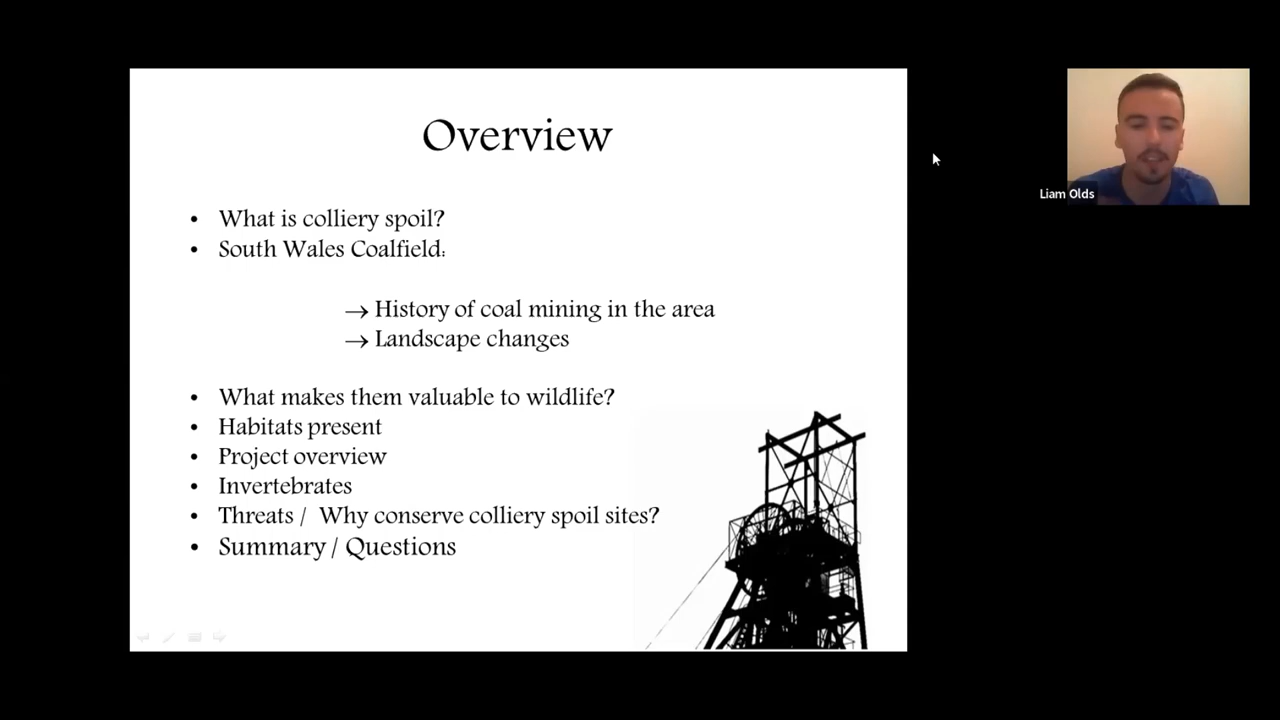 Overview
• What is colliery spoil?
• South Wales Coalfield:
→ History of coal mining in the area
→ Landscape changes
• What makes them valuable to wildlife?
• Habitats present
• Project overview
• Invertebrates
• Threats / Why conserve colliery spoil sites?
• Summary / Questions
Liam Olds